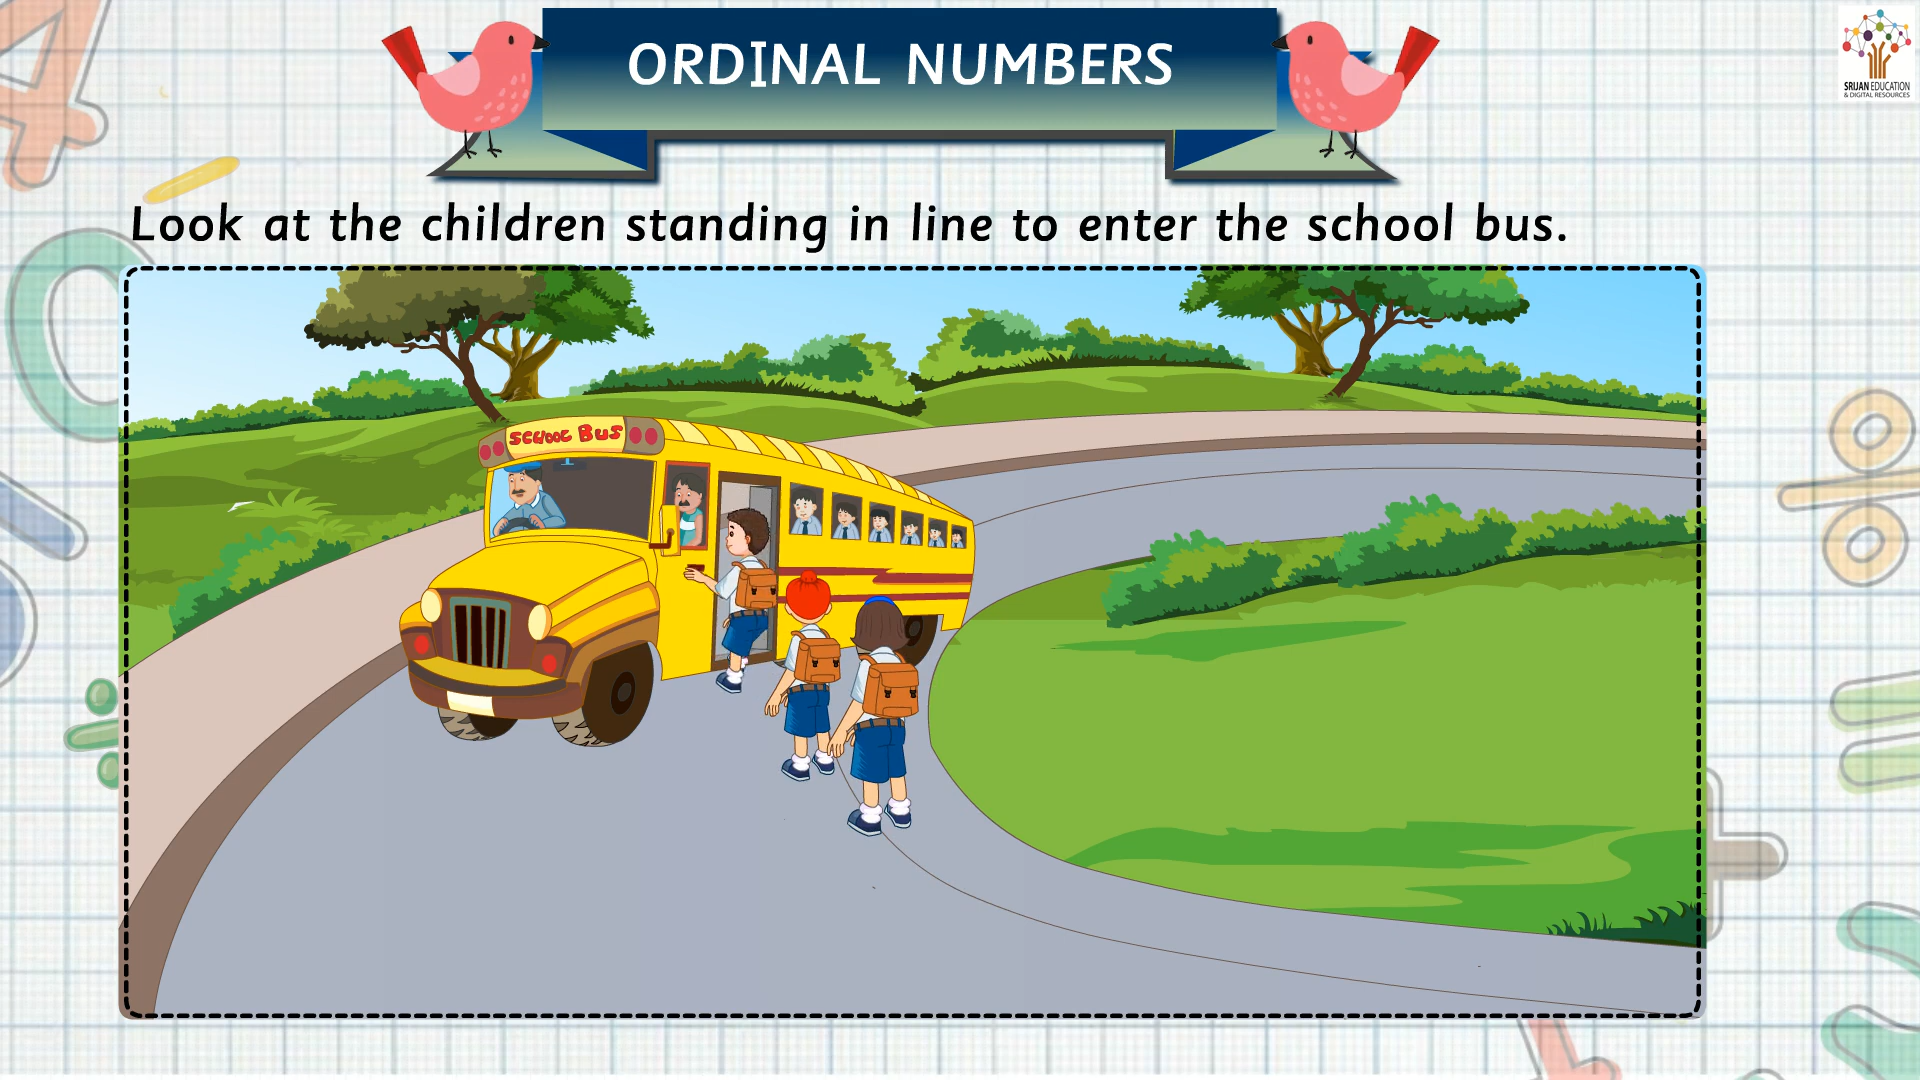 ORDINAL NUMBERS
SRIJAN EDUCATION
& DIGITAL RESOURCES
Look at the children standing in line to enter the school bus.
SCHOOL BUS